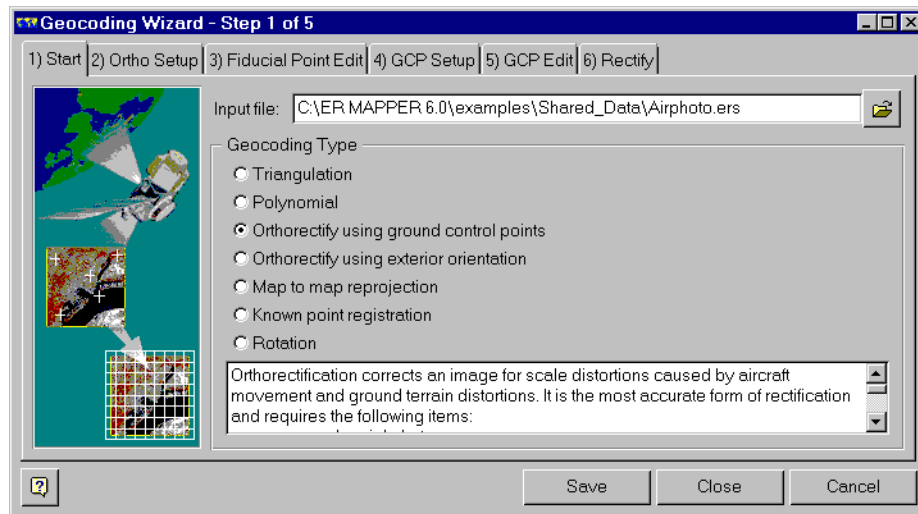 Geocoding Wizard - Step 1 of 5
1) Start 2) Ortho Setup 3) Fiducial Point Edit 4) GCP Setup 5) GCP Edit 6) Rectify
Input file: C:\ER MAPPER 6.0\examples\Shared_Data\Airphoto.ers
Geocoding Type
Triangulation
Polynomial
Orthorectify using ground control points
Orthorectify using exterior orientation
Map to map reprojection
Known point registration
Rotation
Orthorectification corrects an image for scale distortions caused by aircraft
movement and ground terrain distortions. It is the most accurate form of rectification
and requires the following items:
Save Close Cancel